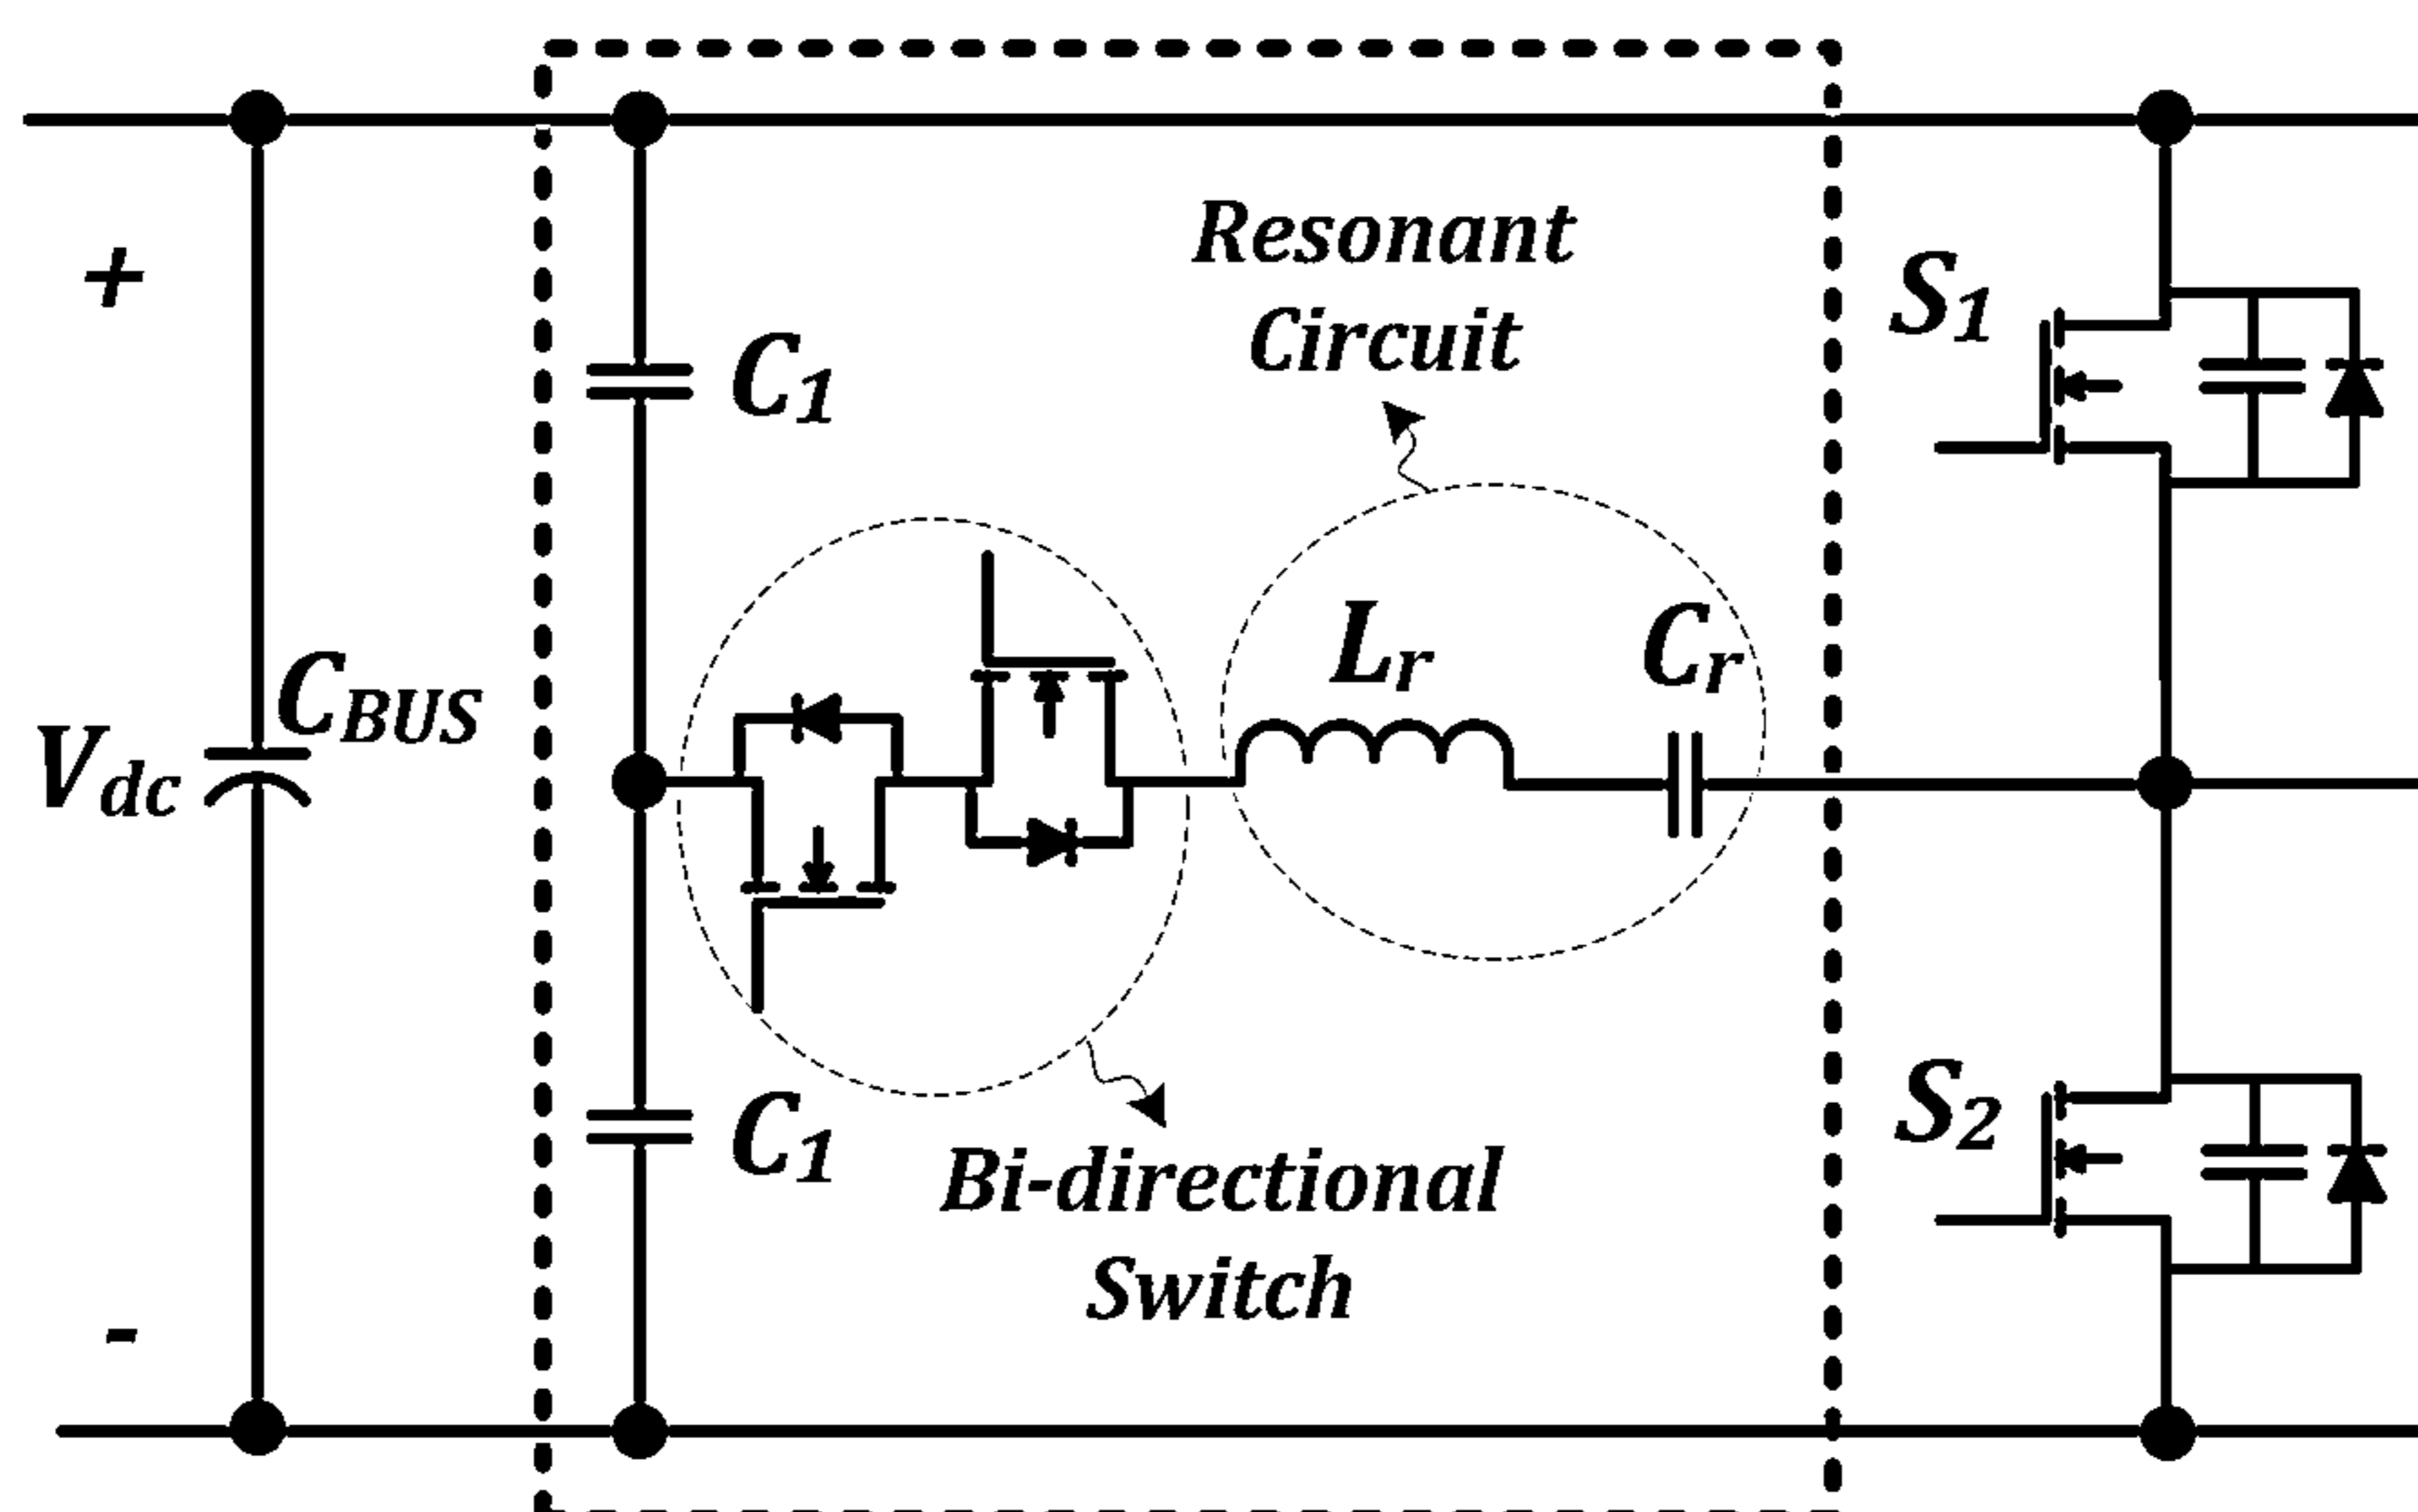 +
Resonant
Circuit
S1
C1
Lr
Cr
CBUS
Vdc
C1
S2
Bi-directional
Switch
-